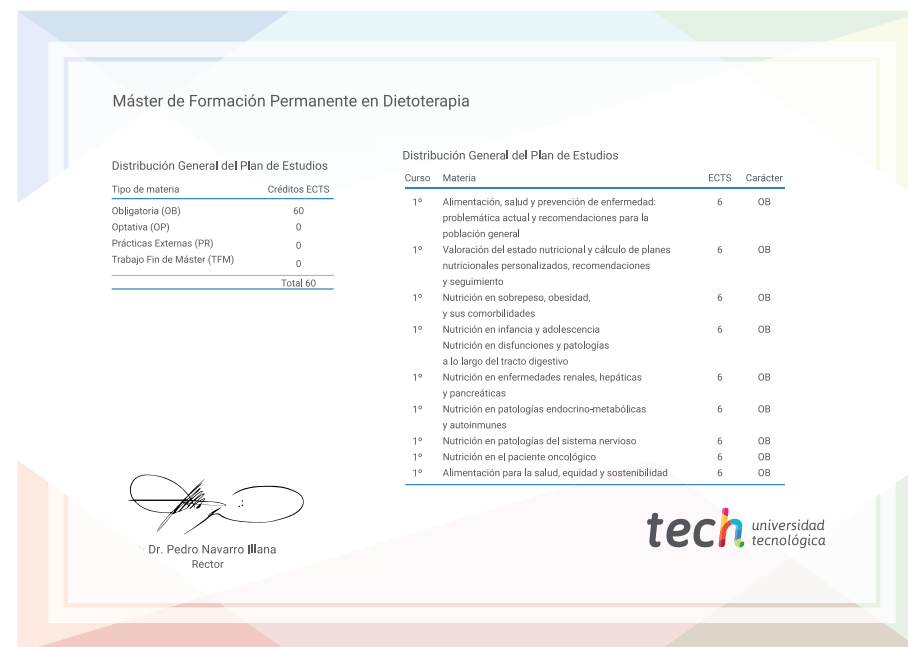 Máster de Formación Permanente en Dietoterapia
Distribución General del Plan de Estudios
Tipo de materia Créditos ECTS
Obligatoria (OB) 60
Optativa (OP) 0
Prácticas Externas (PR) 0
Trabajo Fin de Máster (TFM) 0
Total 60
Distribución General del Plan de Estudios
Curso Materia ECTS Carácter
1º Alimentación, salud y prevención de enfermedad: 6 OB
problemática actual y recomendaciones para la
población general
1º Valoración del estado nutricional y cálculo de planes 6 OB
nutricionales personalizados, recomendaciones
y seguimiento
1º Nutrición en sobrepeso, obesidad, 6 OB
y sus comorbilidades
1º Nutrición en infancia y adolescencia 6 OB
Nutrición en disfunciones y patologías
a lo largo del tracto digestivo
1º Nutrición en enfermedades renales, hepáticas 6 OB
y pancreáticas
1º Nutrición en patologías endocrino-metabólicas 6 OB
y autoinmunes
1º Nutrición en patologías del sistema nervioso 6 OB
1º Nutrición en el paciente oncológico 6 OB
1º Alimentación para la salud, equidad y sostenibilidad 6 OB
Dr. Pedro Navarro Illana
Rector
tech universidad
tecnológica